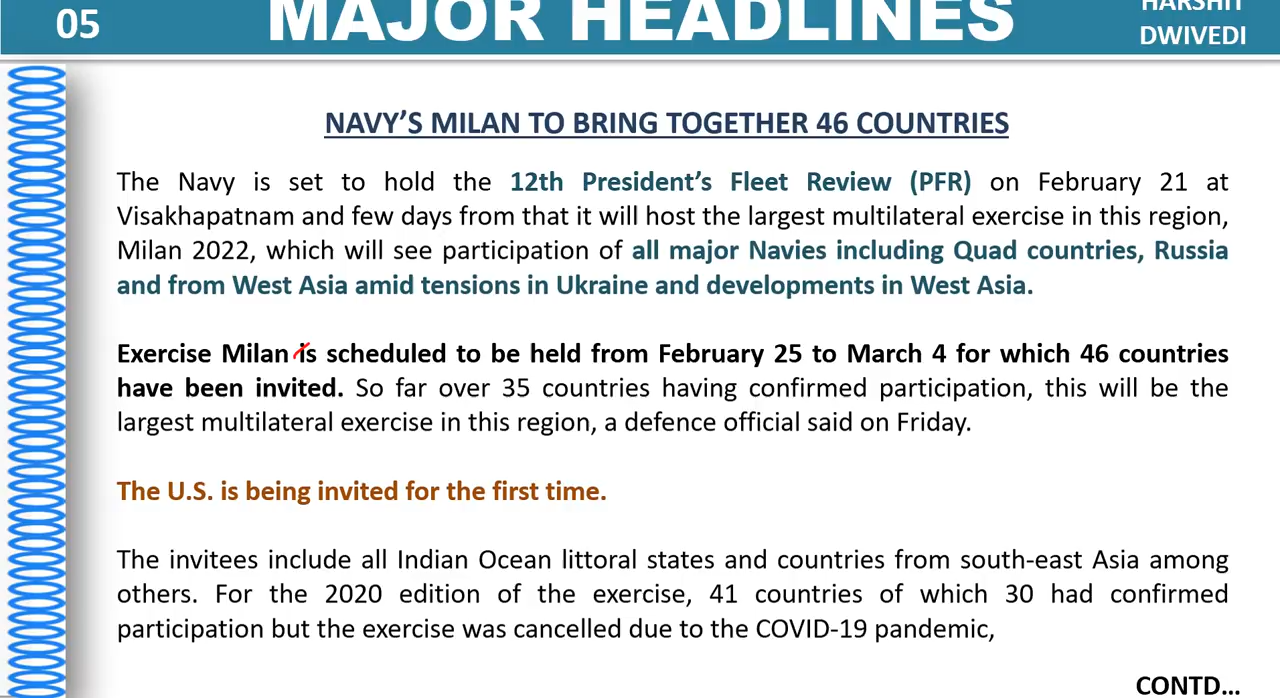 05
MAJOR HEADLINES
HARSHIT
DWIVEDI
NAVY’S MILAN TO BRING TOGETHER 46 COUNTRIES
The Navy is set to hold the 12th President’s Fleet Review (PFR) on February 21 at
Visakhapatnam and few days from that it will host the largest multilateral exercise in this region,
Milan 2022, which will see participation of all major Navies including Quad countries, Russia
and from West Asia amid tensions in Ukraine and developments in West Asia.
Exercise Milan is scheduled to be held from February 25 to March 4 for which 46 countries
have been invited. So far over 35 countries having confirmed participation, this will be the
largest multilateral exercise in this region, a defence official said on Friday.
The U.S. is being invited for the first time.
The invitees include all Indian Ocean littoral states and countries from south-east Asia among
others. For the 2020 edition of the exercise, 41 countries of which 30 had confirmed
participation but the exercise was cancelled due to the COVID-19 pandemic,
CONTD...